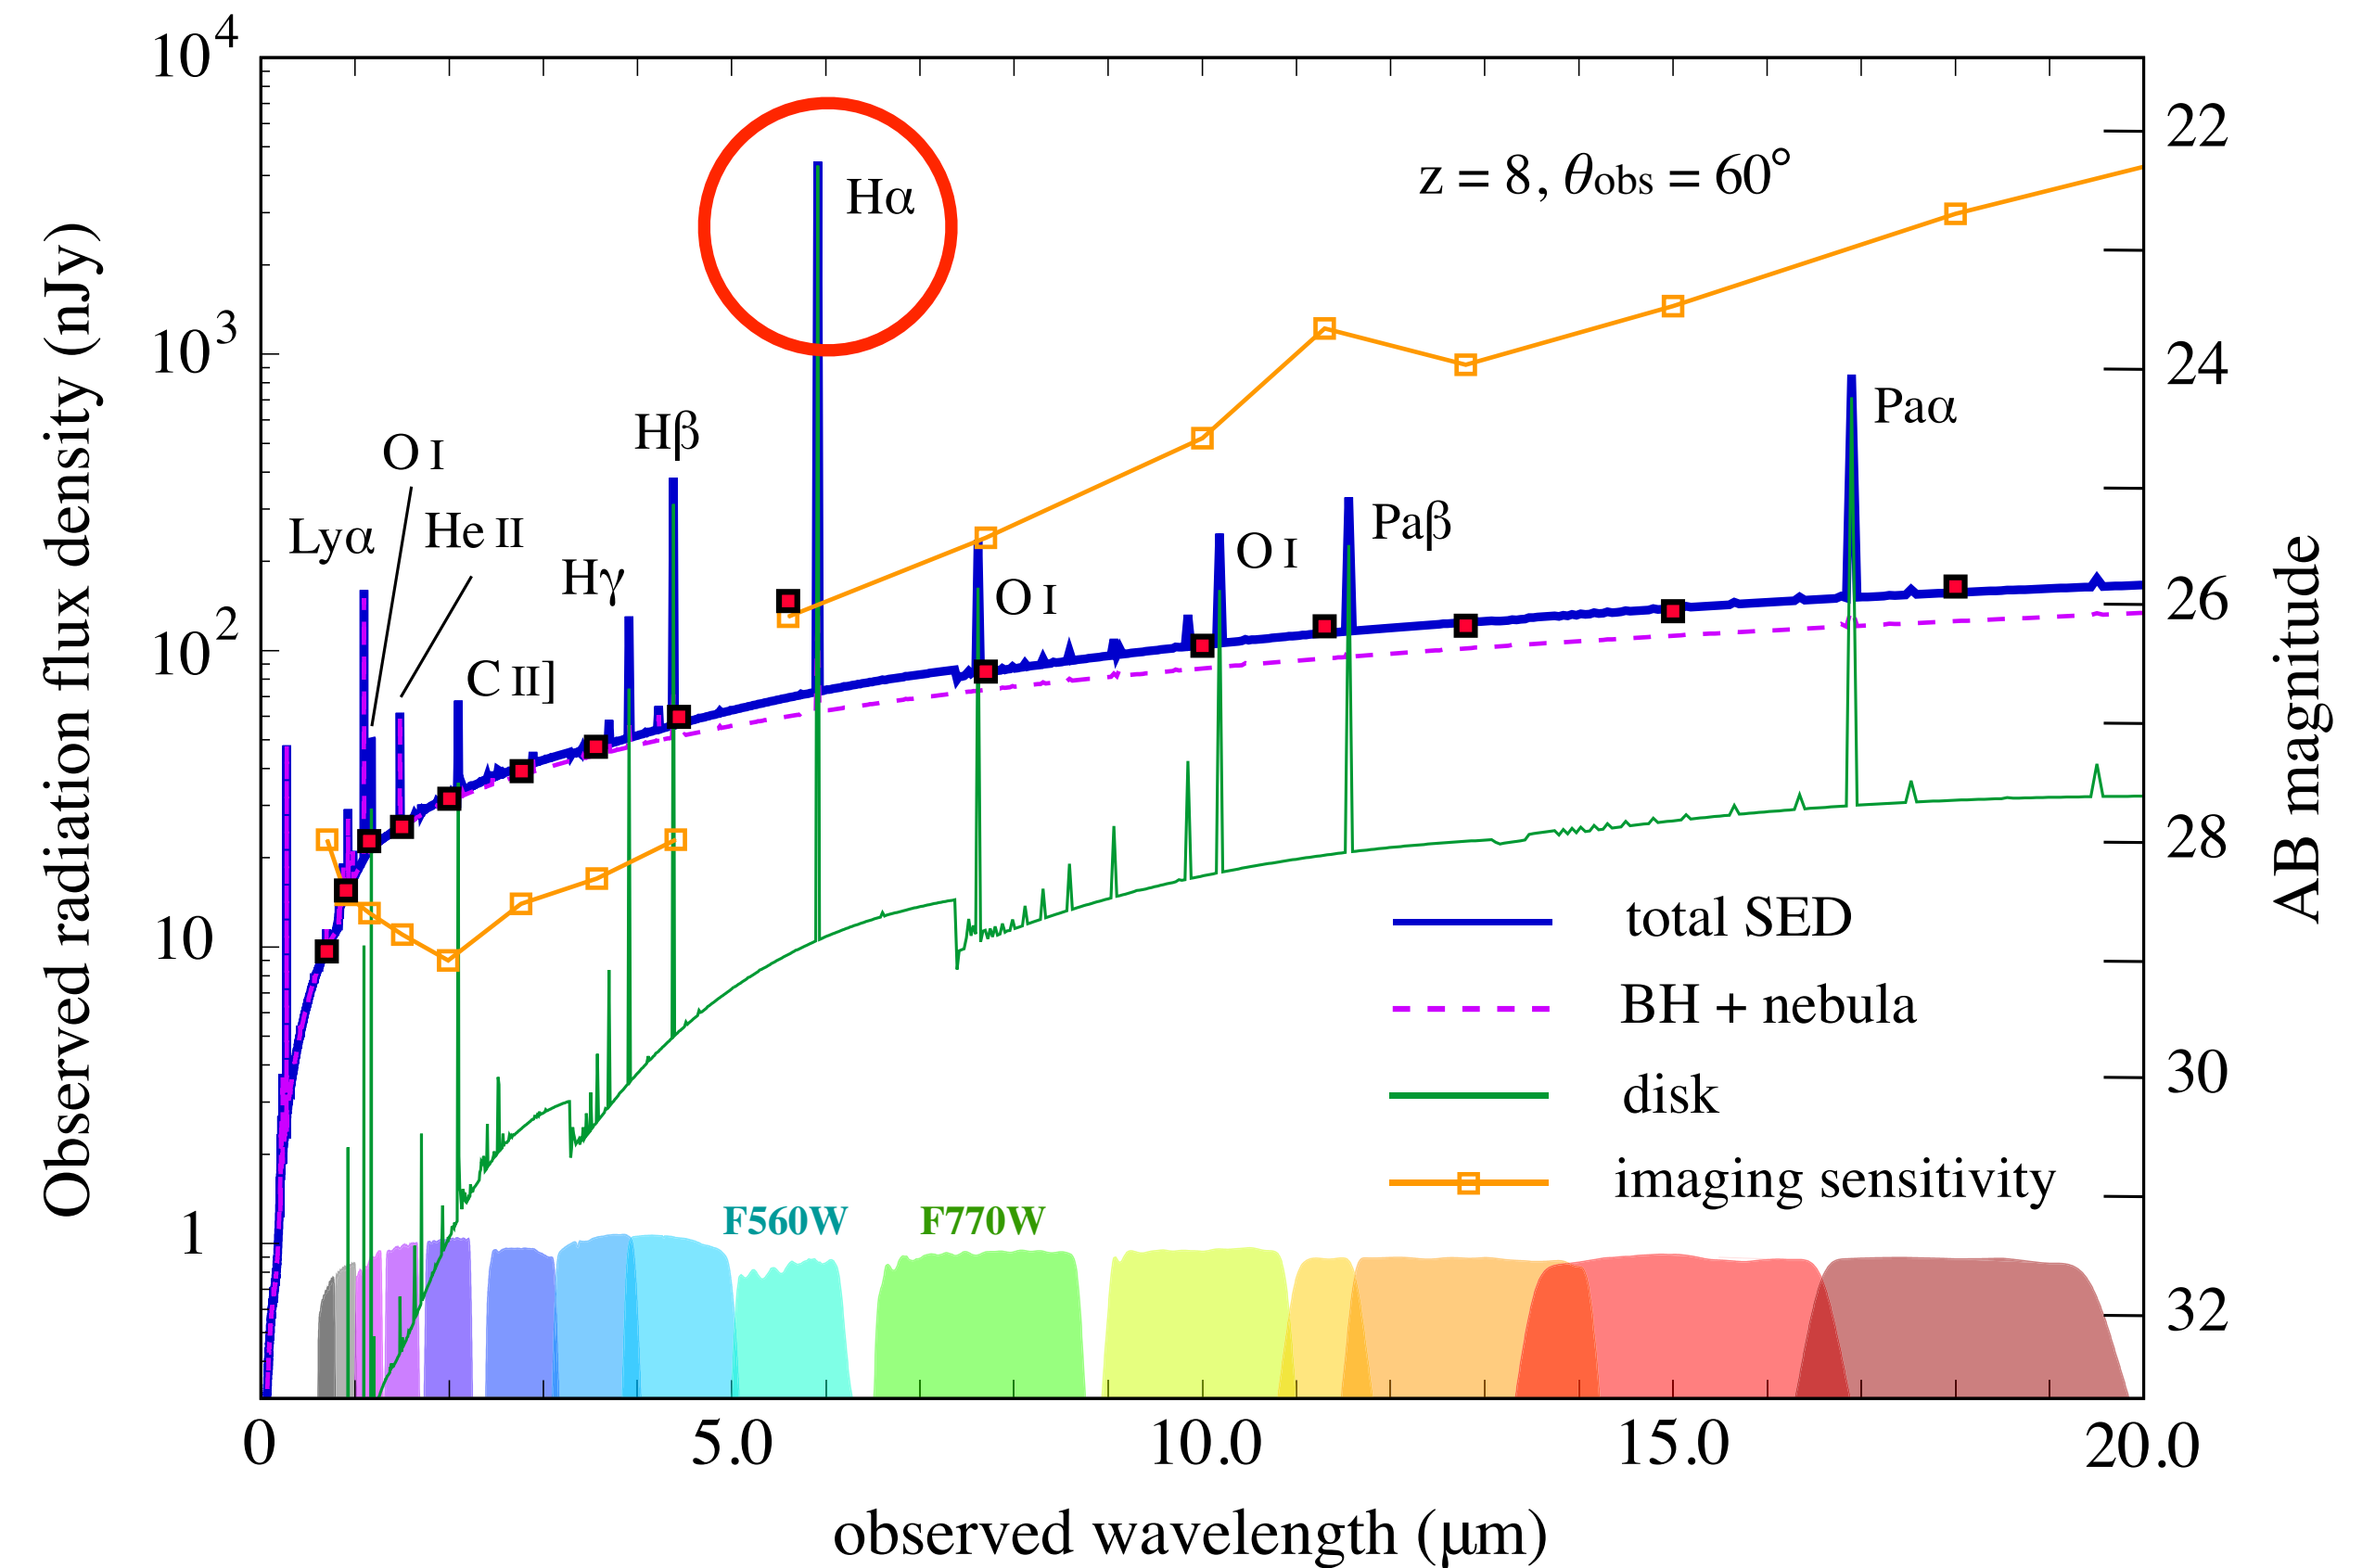 10^4
10^3
10^2
10
1
Observed radiation flux density (nJy)
22
24
26
28
30
32
AB magnitude
z = 8, θobs = 60°
Hα
Hβ
O I
He II
Lyα
Hγ
C II]
O I
O I
Paβ
Paα
total SED
BH + nebula
disk
imaging sensitivity
F560W
F770W
0
5.0
10.0
15.0
20.0
observed wavelength (μm)